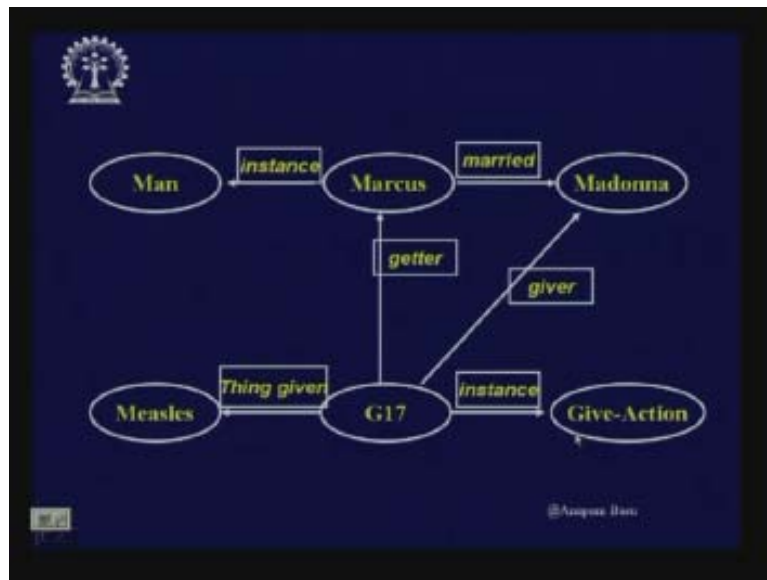 instance
married
Man
Marcus
Madonna
getter
giver
Thing given
instance
Measles
G17
Give-Action